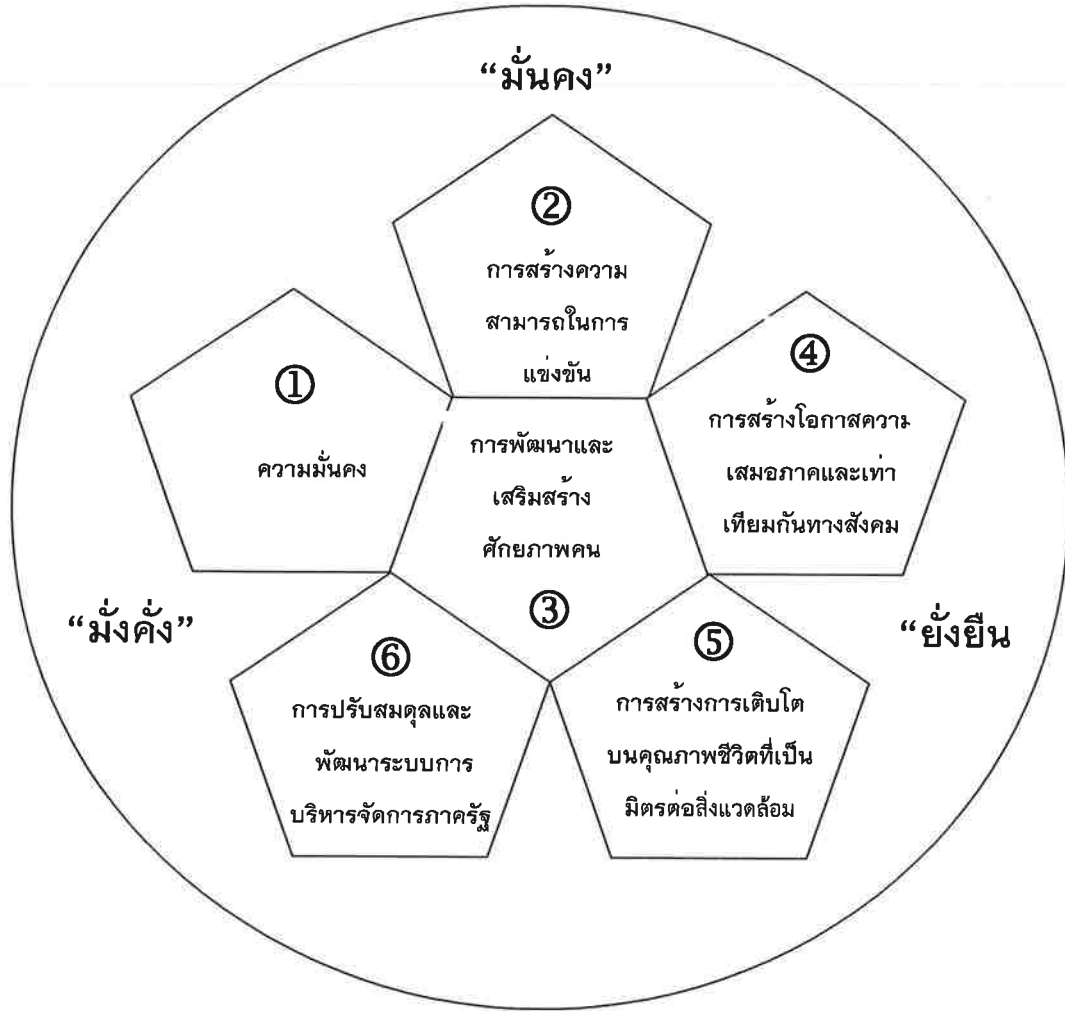 “มั่นคง”
②
การสร้างความ
สามารถในการ
แข่งขัน
①
ความมั่นคง
④
การสร้างโอกาสความ
เสมอภาคและเท่า
เทียมกันทางสังคม
การพัฒนาและ
เสริมสร้าง
ศักยภาพคน
③
“มั่งคั่ง”
“ยั่งยืน
⑥
การปรับสมดุลและ
พัฒนาระบบการ
บริหารจัดการภาครัฐ
⑤
การสร้างการเติบโต
บนคุณภาพชีวิตที่เป็น
มิตรต่อสิ่งแวดล้อม